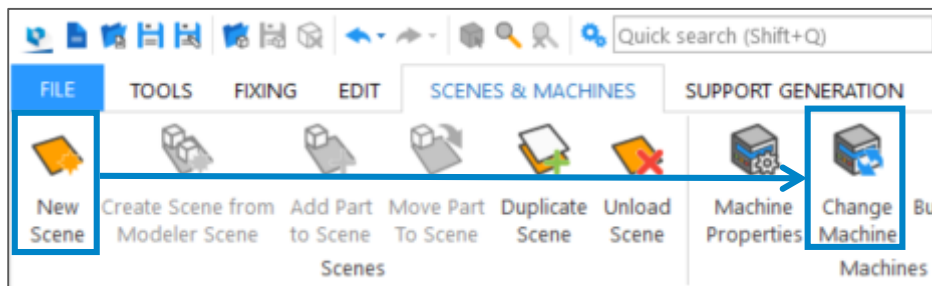 Quick search (Shift+Q)
FILE TOOLS FIXING EDIT SCENES & MACHINES SUPPORT GENERATION
New Create Scene from Add Part Move Part Duplicate Unload Machine Change Bu
Scene Modeler Scene to Scene To Scene Scene Scene Properties Machine
Scenes Machines